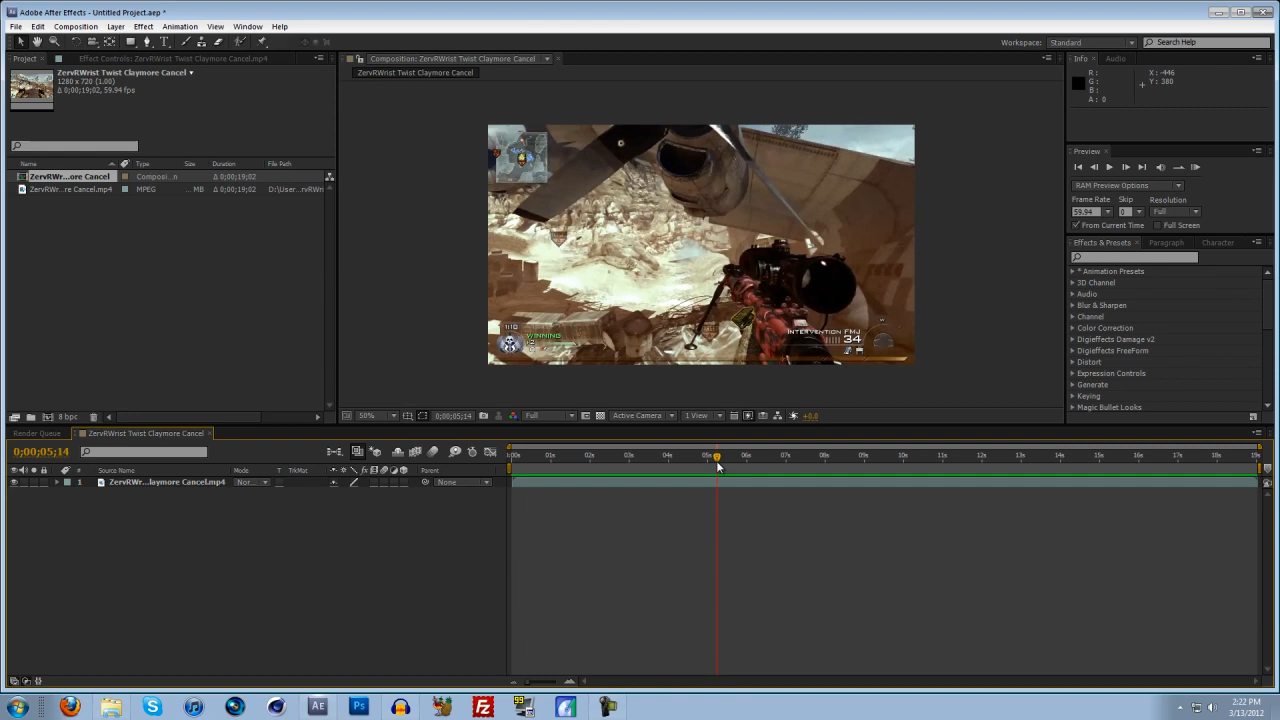 Adobe After Effects - Untitled Project.aep *
File Edit Composition Layer Effect Animation View Window Help
Workspace: Standard Search Help
Project Effect Controls: ZervRWrist Twist Claymore Cancel.mp4
Composition: ZervRWrist Twist Claymore Cancel
Info Audio
ZervRWrist Twist Claymore Cancel
1280 x 720 (1.00)
Δ 0;00;19;02, 59.94 fps
ZervRWrist Twist Claymore Cancel
R :
G :
B :
A : 0
X : -446
Y : 380
Preview
RAM Preview Options
Frame Rate Skip Resolution
59.94 0 Full
From Current Time Full Screen
Name Type Size Duration File Path
ZervRWr...ore Cancel Composi...n Δ 0;00;19;02
ZervRWr...re Cancel.mp4 MPEG ... MB Δ 0;00;19;02 D:\User...rvRWri
Effects & Presets Paragraph Character
* Animation Presets
3D Channel
Audio
Blur & Sharpen
Channel
Color Correction
Digieffects Damage v2
Digieffects FreeForm
Distort
Expression Controls
Generate
Keying
Magic Bullet Looks
1:10
WINNING
INTERVENTION FMJ
34
8 bpc
50% 0;00;05;14 Full Active Camera 1 View +0.0
Render Queue ZervRWrist Twist Claymore Cancel
0;00;05;14
:00s 01s 02s 03s 04s 05s 06s 07s 08s 09s 10s 11s 12s 13s 14s 15s 16s 17s 18s 19s
# Source Name Mode T TrkMat Parent
1 ZervRWr...laymore Cancel.mp4 Nor... None
2:22 PM
3/13/2012